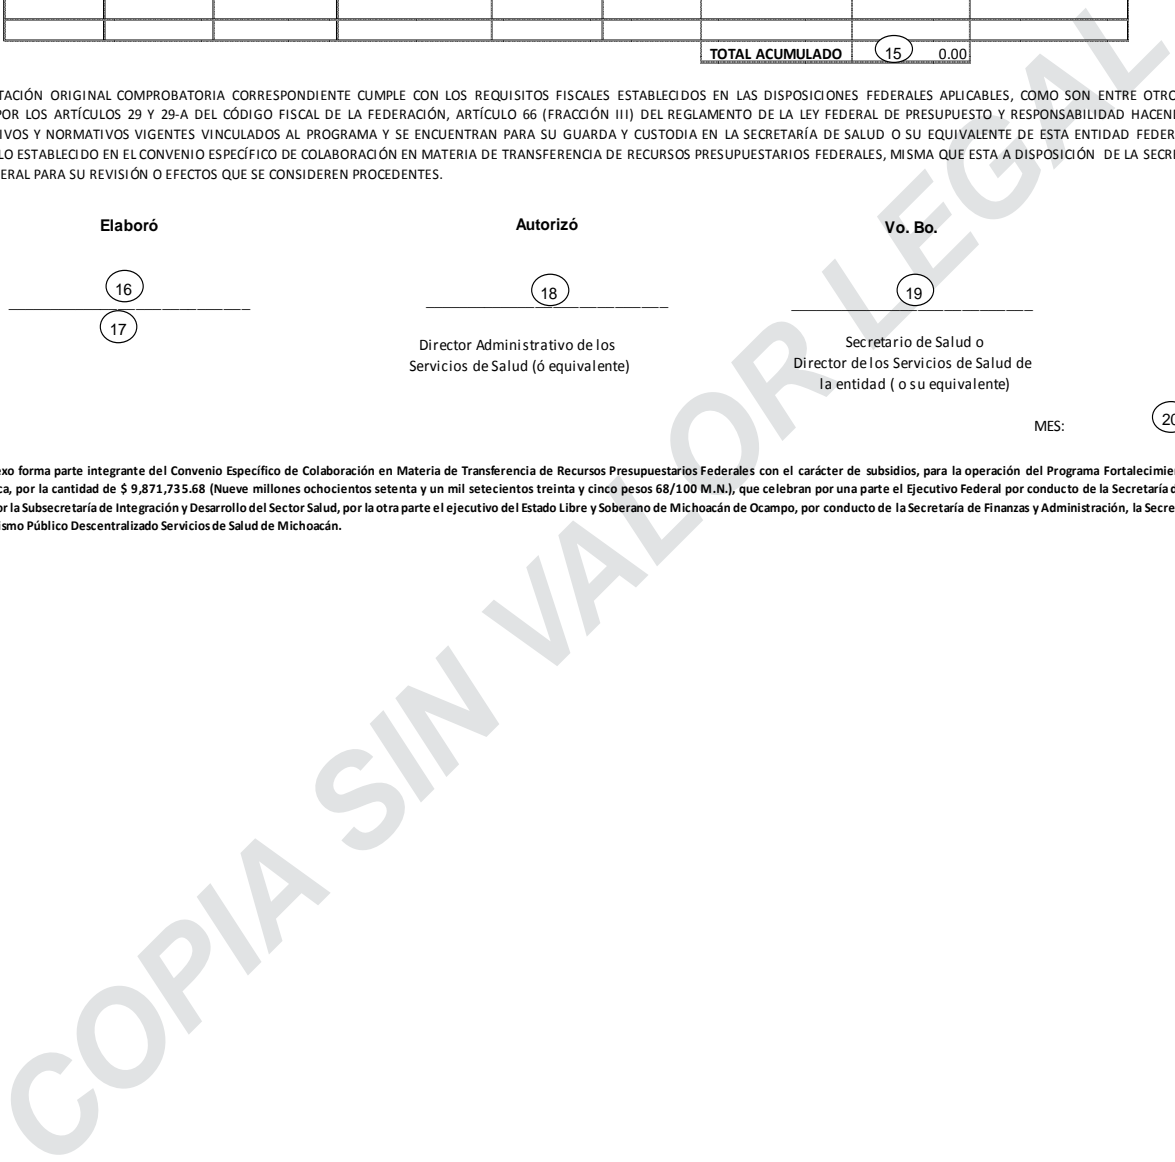 TOTAL ACUMULADO 15 0.00
TACIÓN ORIGINAL COMPROBATORIA CORRESPONDIENTE CUMPLE CON LOS REQUISITOS FISCALES ESTABLECIDOS EN LAS DISPOSICIONES FEDERALES APLICABLES, COMO SON ENTRE OTRO
POR LOS ARTÍCULOS 29 Y 29-A DEL CÓDIGO FISCAL DE LA FEDERACIÓN, ARTÍCULO 66 (FRACCIÓN III) DEL REGLAMENTO DE LA LEY FEDERAL DE PRESUPUESTO Y RESPONSABILIDAD HACEN
IVOS Y NORMATIVOS VIGENTES VINCULADOS AL PROGRAMA Y SE ENCUENTRAN PARA SU GUARDA Y CUSTODIA EN LA SECRETARÍA DE SALUD O SU EQUIVALENTE DE ESTA ENTIDAD FEDER
LO ESTABLECIDO EN EL CONVENIO ESPECÍFICO DE COLABORACIÓN EN MATERIA DE TRANSFERENCIA DE RECURSOS PRESUPUESTARIOS FEDERALES, MISMA QUE ESTA A DISPOSICIÓN DE LA SECRE
ERAL PARA SU REVISIÓN O EFECTOS QUE SE CONSIDEREN PROCEDENTES.
Elaboró Autorizó Vo. Bo.
16 18 19
17
Director Administrativo de los
Servicios de Salud (ó equivalente)
Secretario de Salud o
Director de los Servicios de Salud de
la entidad ( o su equivalente)
MES: 20
exo forma parte integrante del Convenio Específico de Colaboración en Materia de Transferencia de Recursos Presupuestarios Federales con el carácter de subsidios, para la operación del Programa Fortalecimie
ca, por la cantidad de $ 9,871,735.68 (Nueve millones ochocientos setenta y un mil setecientos treinta y cinco pesos 68/100 M.N.), que celebran por una parte el Ejecutivo Federal por conducto de la Secretaría d
or la Subsecretaría de Integración y Desarrollo del Sector Salud, por la otra parte el ejecutivo del Estado Libre y Soberano de Michoacán de Ocampo, por conducto de la Secretaría de Finanzas y Administración, la Secre
ismo Público Descentralizado Servicios de Salud de Michoacán.
COPIA SIN VALOR LEGAL